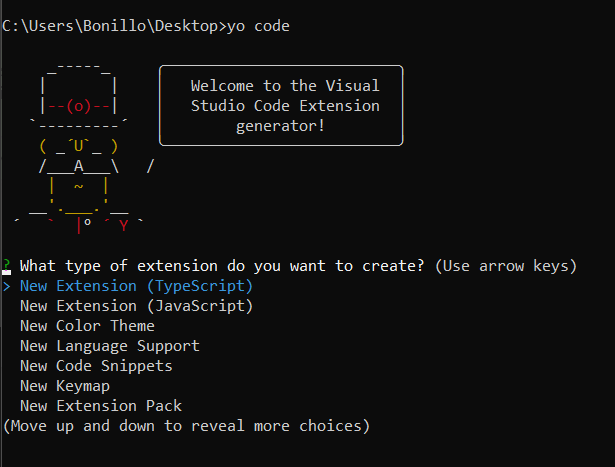 C:\Users\Bonillo\Desktop>yo code
     _-----_
    |       |
    |--(o)--|
   `---------´
    ( _´U`_ )
    /___A___\   /
     |  ~  |
   __'.___.'__
 ´   `  |° ´ Y `
Welcome to the Visual
Studio Code Extension
generator!
? What type of extension do you want to create? (Use arrow keys)
> New Extension (TypeScript)
New Extension (JavaScript)
New Color Theme
New Language Support
New Code Snippets
New Keymap
New Extension Pack
(Move up and down to reveal more choices)